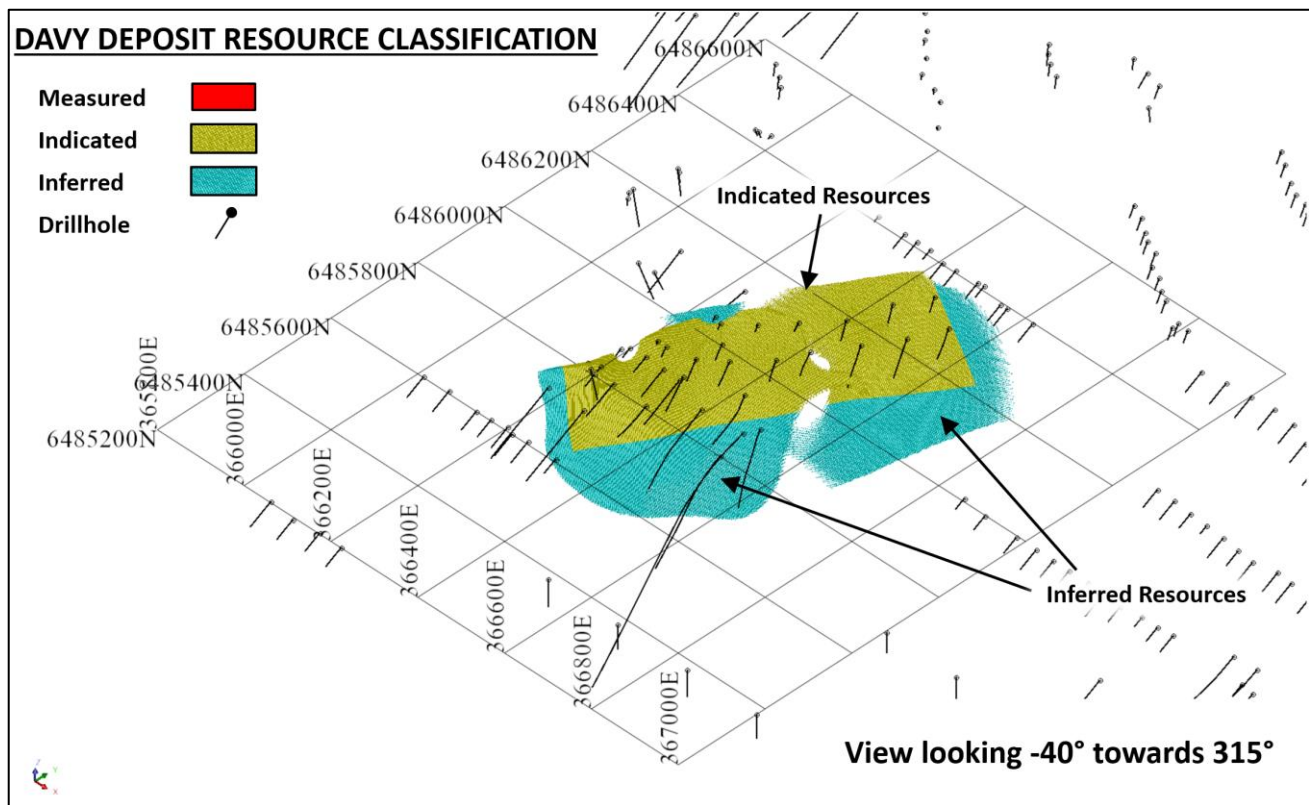 DAVY DEPOSIT RESOURCE CLASSIFICATION
Measured
Indicated
Inferred
Drillhole
6486600N
6486400N
6486200N
6486000N
6485800N
6485600N
6485400N
6485200N
365800E
366000E
366200E
366400E
366600E
366800E
367000E
Indicated Resources
Inferred Resources
View looking -40° towards 315°
Z
Y
X